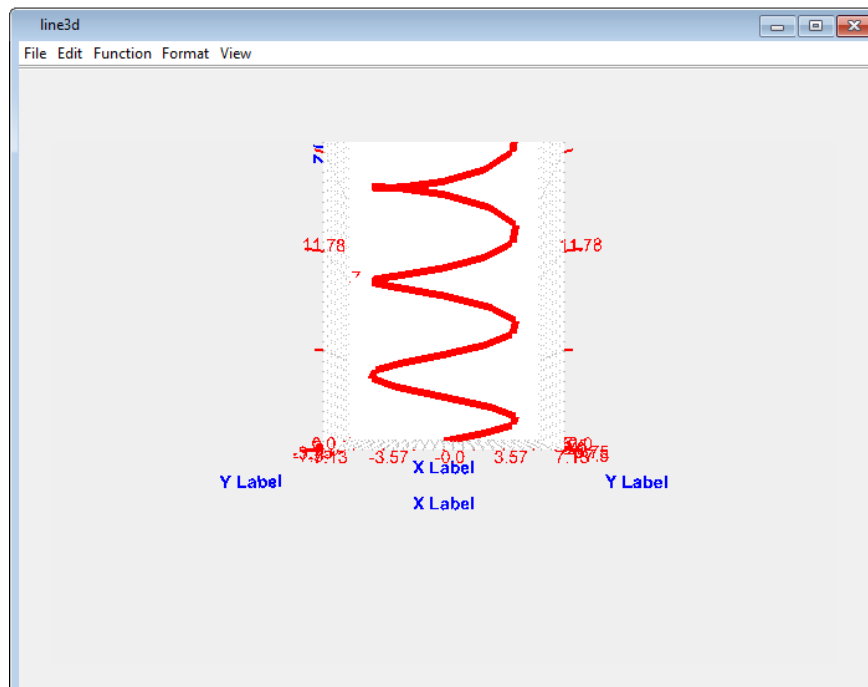 line3d
File Edit Function Format View
11.78 11.78
-3.57 -0.0 3.57
X Label
Y Label Y Label
X Label